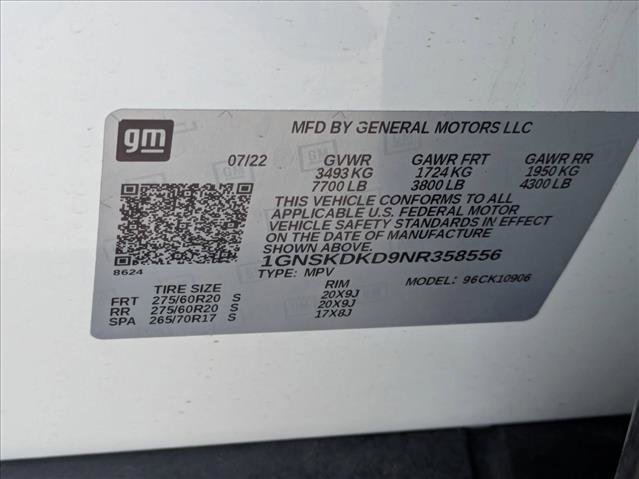 gm
MFD BY GENERAL MOTORS LLC
07/22 GVWR GAWR FRT GAWR RR
3493 KG 1724 KG 1950 KG
7700 LB 3800 LB 4300 LB
THIS VEHICLE CONFORMS TO ALL
APPLICABLE U.S. FEDERAL MOTOR
VEHICLE SAFETY STANDARDS IN EFFECT
ON THE DATE OF MANUFACTURE
SHOWN ABOVE.
8624
1GNSKDKD9NR358556
TYPE: MPV MODEL: 96CK10906
TIRE SIZE RIM
FRT 275/60R20 S 20X9J
RR 275/60R20 S 20X9J
SPA 265/70R17 S 17X8J